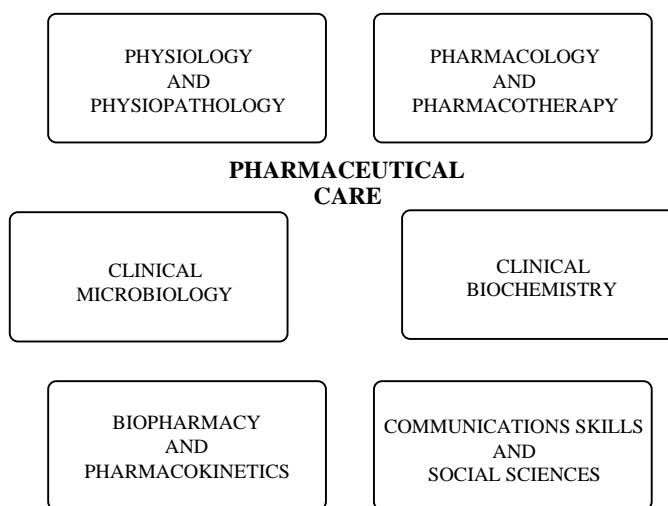 PHYSIOLOGY
AND
PHYSIOPATHOLOGY
PHARMACOLOGY
AND
PHARMACOTHERAPY
PHARMACEUTICAL
CARE
CLINICAL
MICROBIOLOGY
CLINICAL
BIOCHEMISTRY
BIOPHARMACY
AND
PHARMACOKINETICS
COMMUNICATIONS SKILLS
AND
SOCIAL SCIENCES